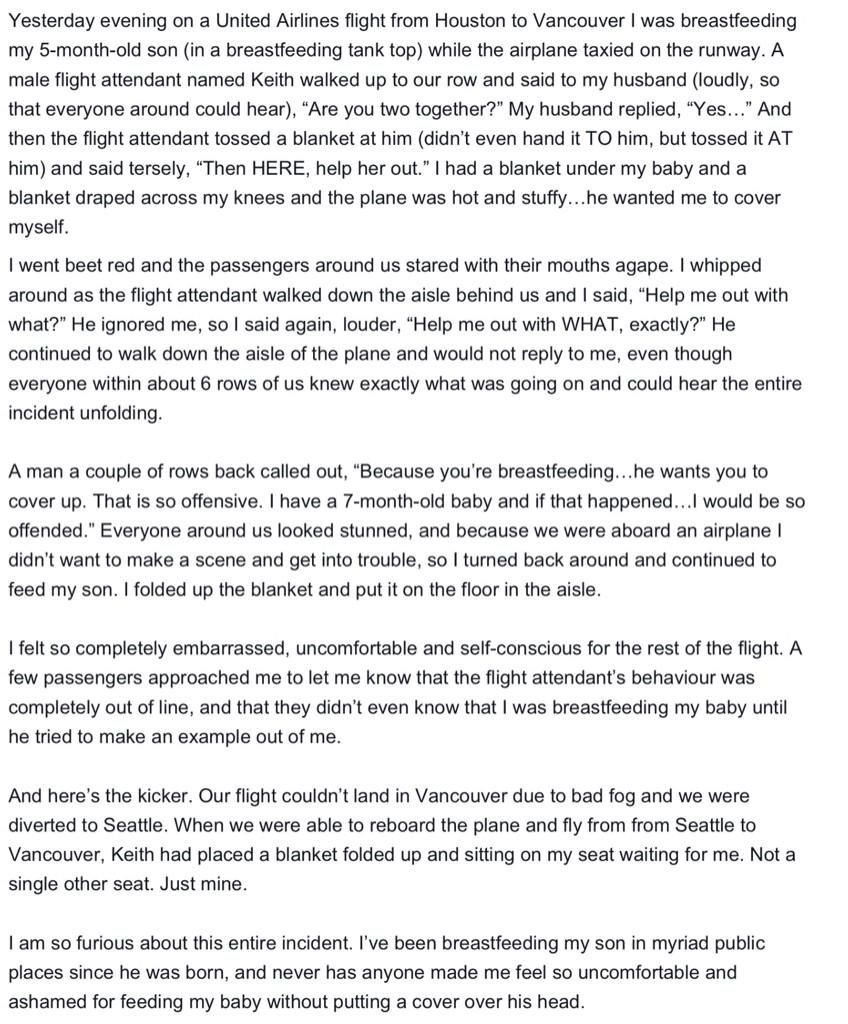 Yesterday evening on a United Airlines flight from Houston to Vancouver I was breastfeeding
my 5-month-old son (in a breastfeeding tank top) while the airplane taxied on the runway. A
male flight attendant named Keith walked up to our row and said to my husband (loudly, so
that everyone around could hear), “Are you two together?” My husband replied, “Yes…” And
then the flight attendant tossed a blanket at him (didn’t even hand it TO him, but tossed it AT
him) and said tersely, “Then HERE, help her out.” I had a blanket under my baby and a
blanket draped across my knees and the plane was hot and stuffy…he wanted me to cover
myself.
I went beet red and the passengers around us stared with their mouths agape. I whipped
around as the flight attendant walked down the aisle behind us and I said, “Help me out with
what?” He ignored me, so I said again, louder, “Help me out with WHAT, exactly?” He
continued to walk down the aisle of the plane and would not reply to me, even though
everyone within about 6 rows of us knew exactly what was going on and could hear the entire
incident unfolding.
A man a couple of rows back called out, “Because you’re breastfeeding…he wants you to
cover up. That is so offensive. I have a 7-month-old baby and if that happened…I would be so
offended.” Everyone around us looked stunned, and because we were aboard an airplane I
didn’t want to make a scene and get into trouble, so I turned back around and continued to
feed my son. I folded up the blanket and put it on the floor in the aisle.
I felt so completely embarrassed, uncomfortable and self-conscious for the rest of the flight. A
few passengers approached me to let me know that the flight attendant’s behaviour was
completely out of line, and that they didn’t even know that I was breastfeeding my baby until
he tried to make an example out of me.
And here’s the kicker. Our flight couldn’t land in Vancouver due to bad fog and we were
diverted to Seattle. When we were able to reboard the plane and fly from from Seattle to
Vancouver, Keith had placed a blanket folded up and sitting on my seat waiting for me. Not a
single other seat. Just mine.
I am so furious about this entire incident. I’ve been breastfeeding my son in myriad public
places since he was born, and never has anyone made me feel so uncomfortable and
ashamed for feeding my baby without putting a cover over his head.